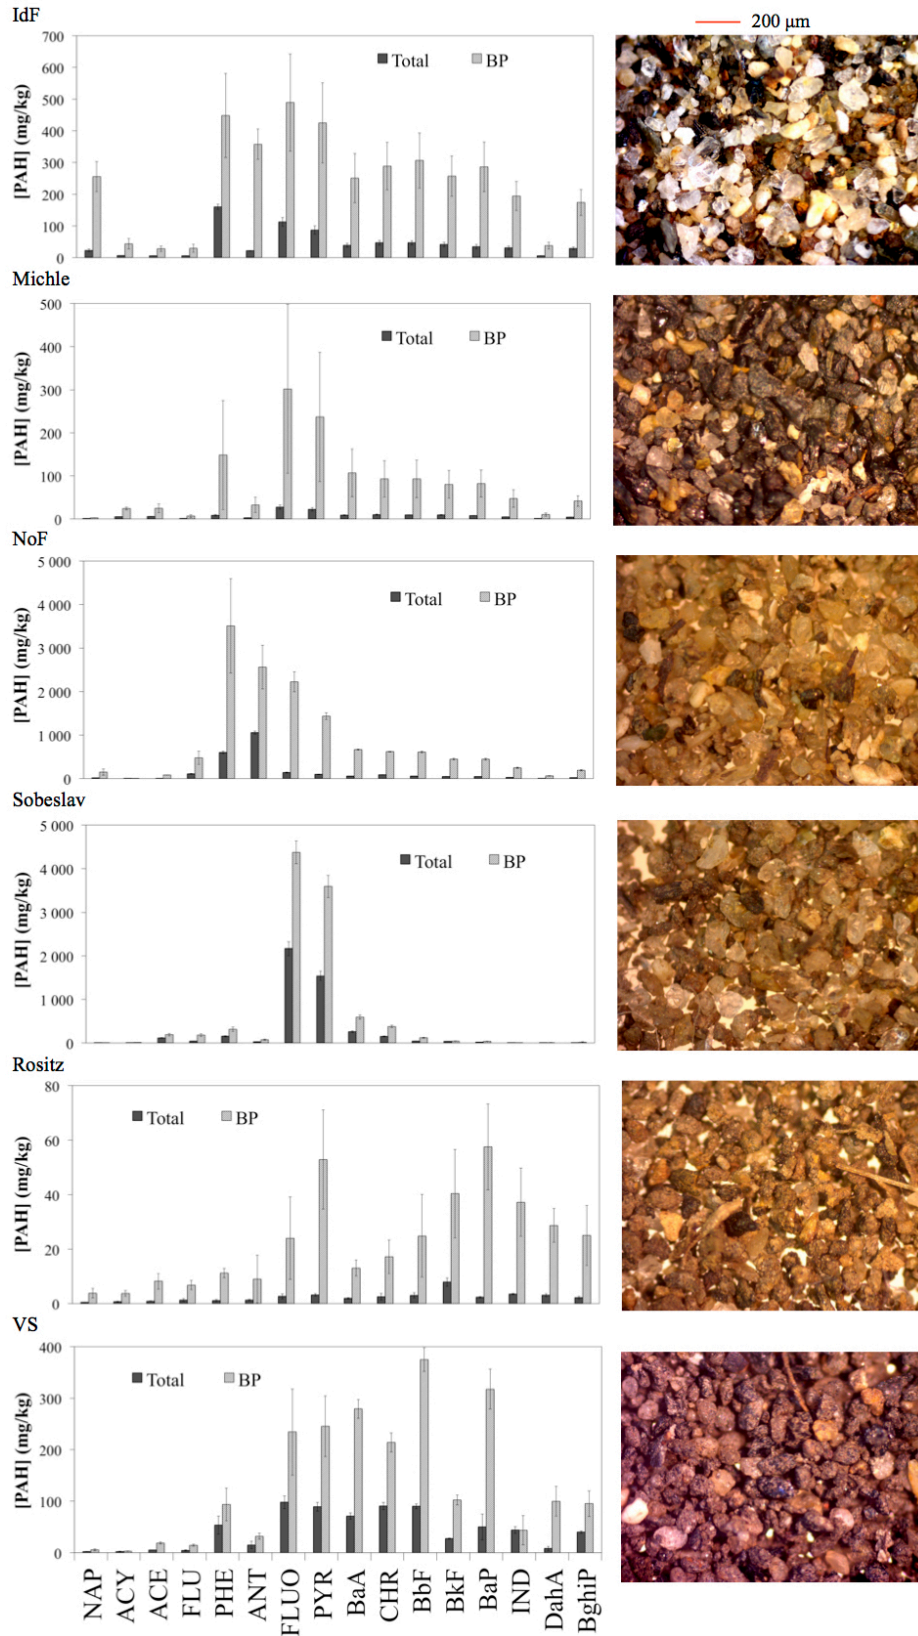 IdF
200 μm
700
600
500
400
300
200
100
0
[PAH] (mg/kg)
Total BP
Michle
500
400
300
200
100
0
[PAH] (mg/kg)
Total BP
NoF
5 000
4 000
3 000
2 000
1 000
0
[PAH] (mg/kg)
Total BP
Sobeslav
5 000
4 000
3 000
2 000
1 000
0
[PAH] (mg/kg)
Total BP
Rositz
80
60
40
20
0
[PAH] (mg/kg)
Total BP
VS
400
300
200
100
0
[PAH] (mg/kg)
Total BP
NAP
ACY
ACE
FLU
PHE
ANT
FLUO
PYR
BaA
CHR
BbF
BkF
BaP
IND
DahA
BghiP